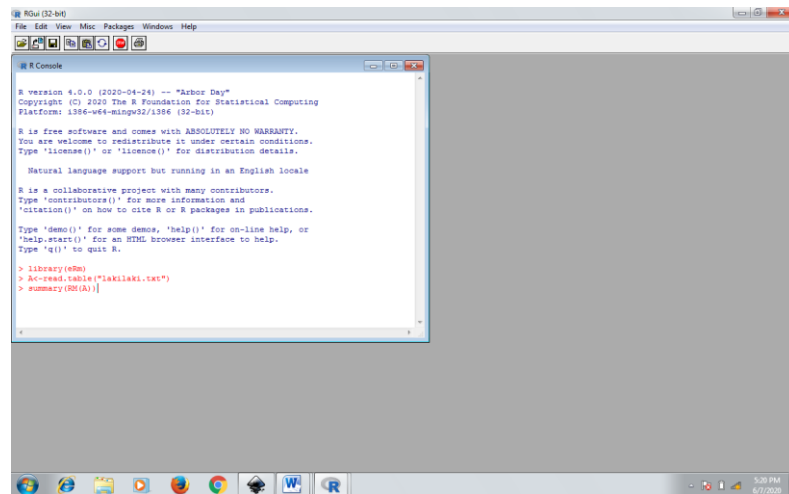 RGui (32-bit)
File Edit View Misc Packages Windows Help
STOP
R Console
R version 4.0.0 (2020-04-24) -- "Arbor Day"
Copyright (C) 2020 The R Foundation for Statistical Computing
Platform: i386-w64-mingw32/i386 (32-bit)
R is free software and comes with ABSOLUTELY NO WARRANTY.
You are welcome to redistribute it under certain conditions.
Type 'license()' or 'licence()' for distribution details.
Natural language support but running in an English locale
R is a collaborative project with many contributors.
Type 'contributors()' for more information and
'citation()' on how to cite R or R packages in publications.
Type 'demo()' for some demos, 'help()' for on-line help, or
'help.start()' for an HTML browser interface to help.
Type 'q()' to quit R.
> library(eRm)
> A<-read.table("lakilaki.txt")
> summary(RM(A))
W
R
5:20 PM
6/7/2020